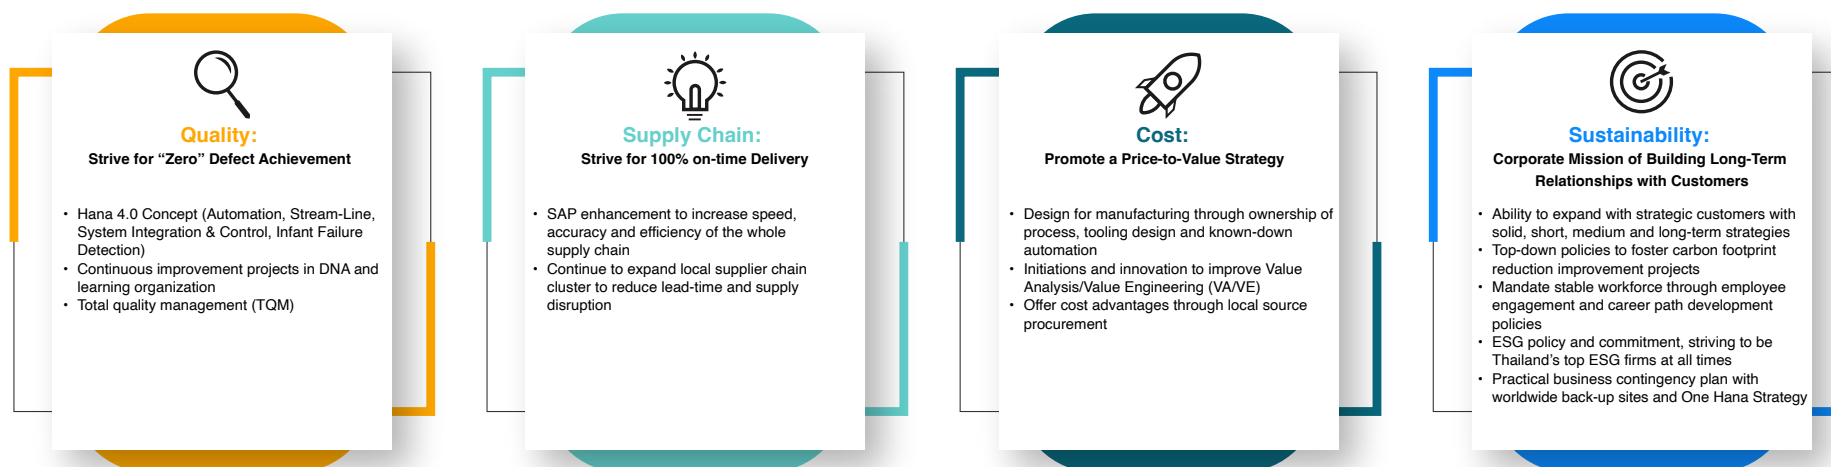 Quality:
Strive for “Zero” Defect Achievement
• Hana 4.0 Concept (Automation, Stream-Line,
System Integration & Control, Infant Failure
Detection)
• Continuous improvement projects in DNA and
learning organization
• Total quality management (TQM)
Supply Chain:
Strive for 100% on-time Delivery
• SAP enhancement to increase speed,
accuracy and efficiency of the whole
supply chain
• Continue to expand local supplier chain
cluster to reduce lead-time and supply
disruption
Cost:
Promote a Price-to-Value Strategy
• Design for manufacturing through ownership of
process, tooling design and known-down
automation
• Initiations and innovation to improve Value
Analysis/Value Engineering (VA/VE)
• Offer cost advantages through local source
procurement
Sustainability:
Corporate Mission of Building Long-Term
Relationships with Customers
• Ability to expand with strategic customers with
solid, short, medium and long-term strategies
• Top-down policies to foster carbon footprint
reduction improvement projects
• Mandate stable workforce through employee
engagement and career path development
policies
• ESG policy and commitment, striving to be
Thailand’s top ESG firms at all times
• Practical business contingency plan with
worldwide back-up sites and One Hana Strategy